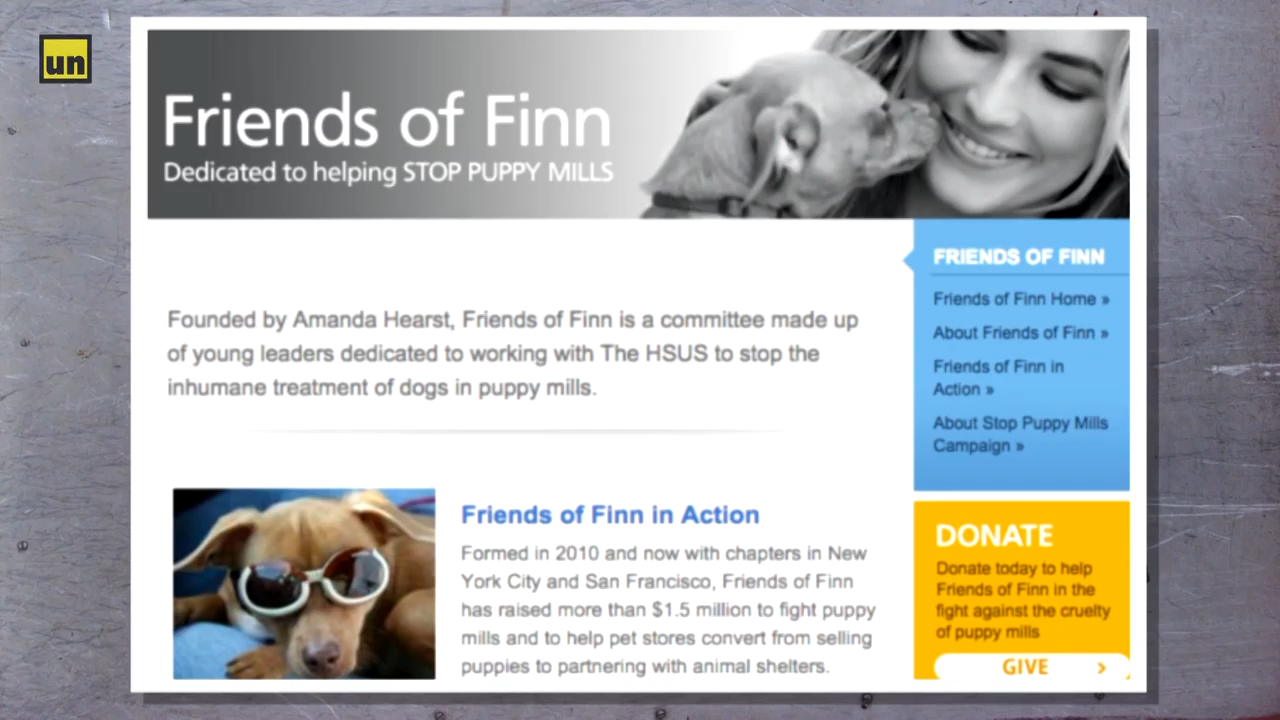 un
Friends of Finn
Dedicated to helping STOP PUPPY MILLS
Founded by Amanda Hearst, Friends of Finn is a committee made up
of young leaders dedicated to working with The HSUS to stop the
inhumane treatment of dogs in puppy mills.
Friends of Finn in Action
Formed in 2010 and now with chapters in New
York City and San Francisco, Friends of Finn
has raised more than $1.5 million to fight puppy
mills and to help pet stores convert from selling
puppies to partnering with animal shelters.
FRIENDS OF FINN
Friends of Finn Home »
About Friends of Finn »
Friends of Finn in
Action »
About Stop Puppy Mills
Campaign »
DONATE
Donate today to help
Friends of Finn in the
fight against the cruelty
of puppy mills
GIVE ›